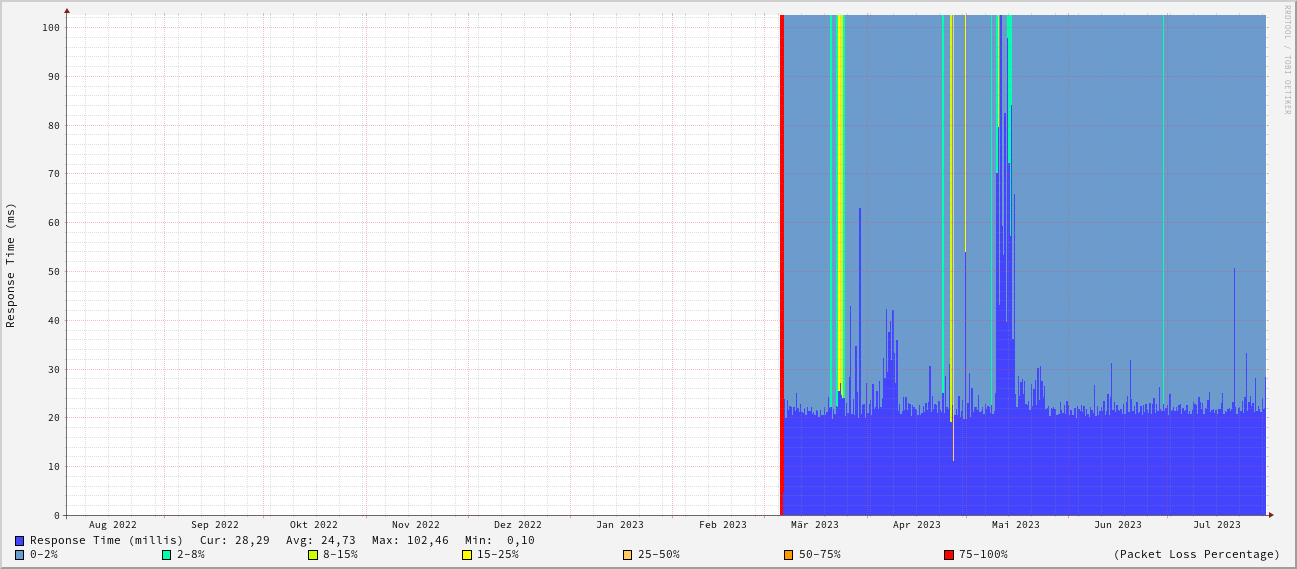 RRDTOOL / TOBI OETIKER
Response Time (ms)
100
90
80
70
60
50
40
30
20
10
0
Aug 2022 Sep 2022 Okt 2022 Nov 2022 Dez 2022 Jan 2023 Feb 2023 Mär 2023 Apr 2023 Mai 2023 Jun 2023 Jul 2023
Response Time (millis) Cur: 28,29 Avg: 24,73 Max: 102,46 Min: 0,10
0-2% 2-8% 8-15% 15-25% 25-50% 50-75% 75-100% (Packet Loss Percentage)